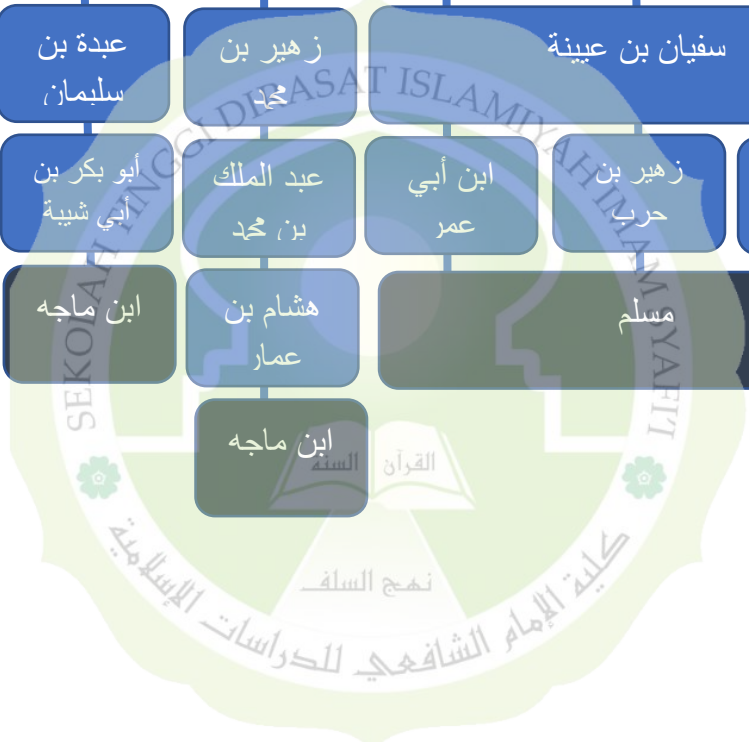 سفيان بن عيينة
زهير بن
محمد
عبدة بن
سليمان
زهير بن
حرب
ابن أبي
عمر
عبد الملك
بن محمد
أبو بكر بن
أبي شيبة
مسلم
هشام بن
عمار
ابن ماجه
ابن ماجه
SEKOLAH TINGGI DIRASAT ISLAMIYAH IMAM SYAFI'I
القرآن السنة
نهج السلف
كلية الإمام الشافعي للدراسات الإسلامية